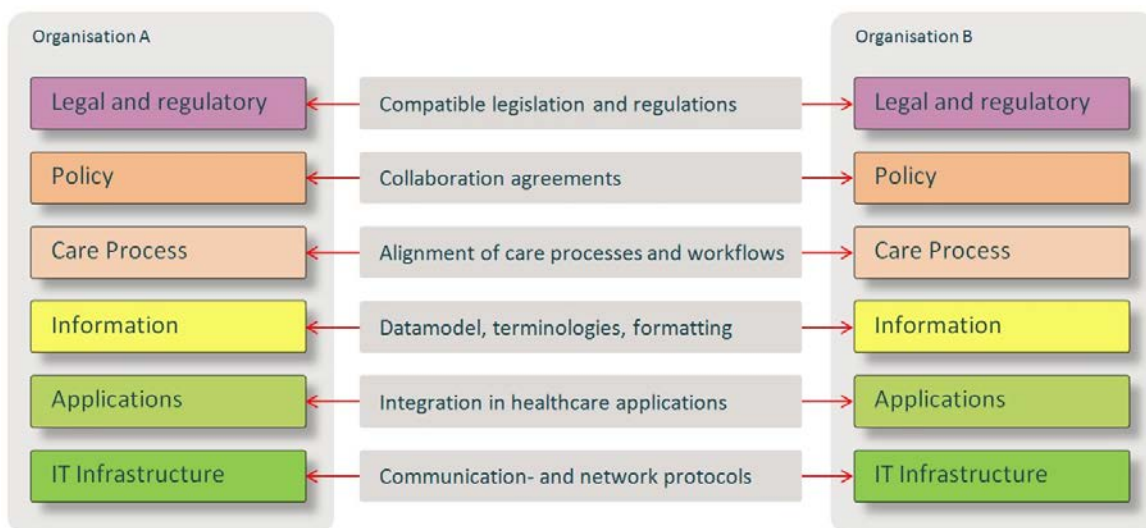 Organisation A
Organisation B
Legal and regulatory
Compatible legislation and regulations
Legal and regulatory
Policy
Collaboration agreements
Policy
Care Process
Alignment of care processes and workflows
Care Process
Information
Datamodel, terminologies, formatting
Information
Applications
Integration in healthcare applications
Applications
IT Infrastructure
Communication- and network protocols
IT Infrastructure